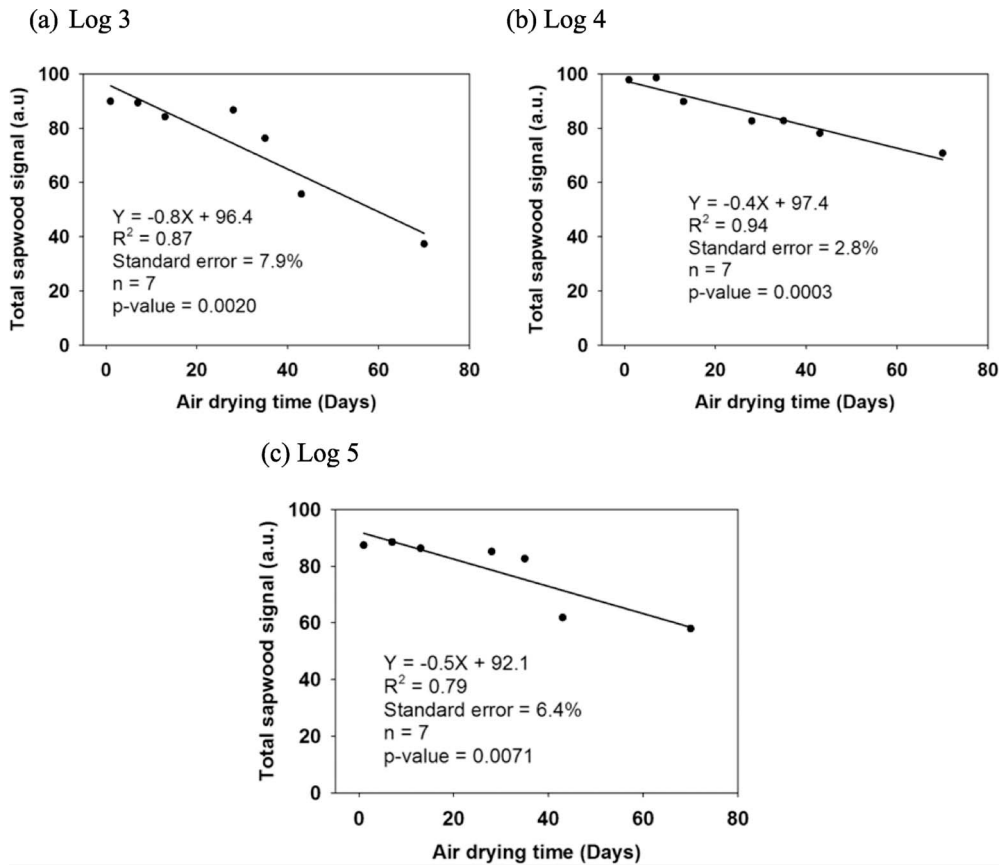 (a) Log 3
Total sapwood signal (a.u)
100
80
60
40
20
0
Y = -0.8X + 96.4
R² = 0.87
Standard error = 7.9%
n = 7
p-value = 0.0020
0 20 40 60 80
Air drying time (Days)
(b) Log 4
Total sapwood signal (a.u.)
100
80
60
40
20
0
Y = -0.4X + 97.4
R² = 0.94
Standard error = 2.8%
n = 7
p-value = 0.0003
0 20 40 60 80
Air drying time (Days)
(c) Log 5
Total sapwood signal (a.u.)
100
80
60
40
20
0
Y = -0.5X + 92.1
R² = 0.79
Standard error = 6.4%
n = 7
p-value = 0.0071
0 20 40 60 80
Air drying time (Days)